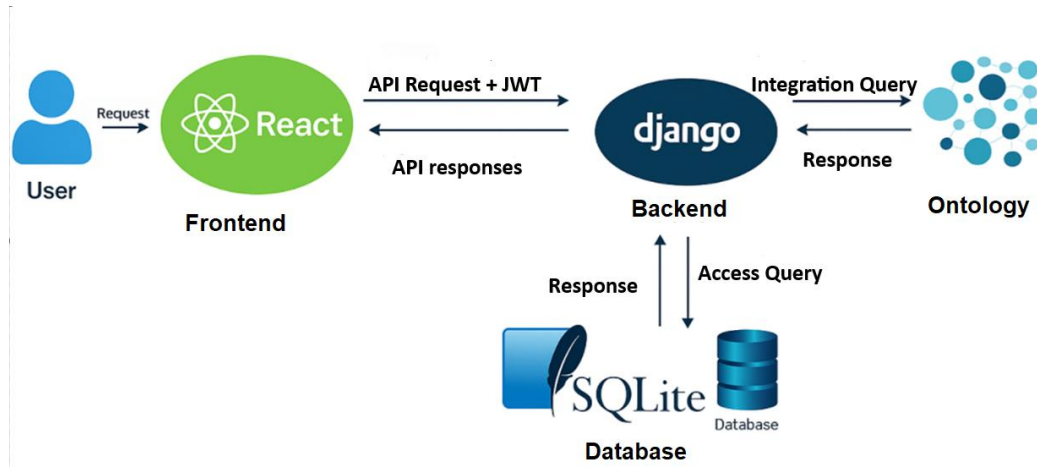 Request
User
React
Frontend
API Request + JWT
API responses
django
Backend
Integration Query
Response
Ontology
Response
Access Query
SQLite
Database
Database